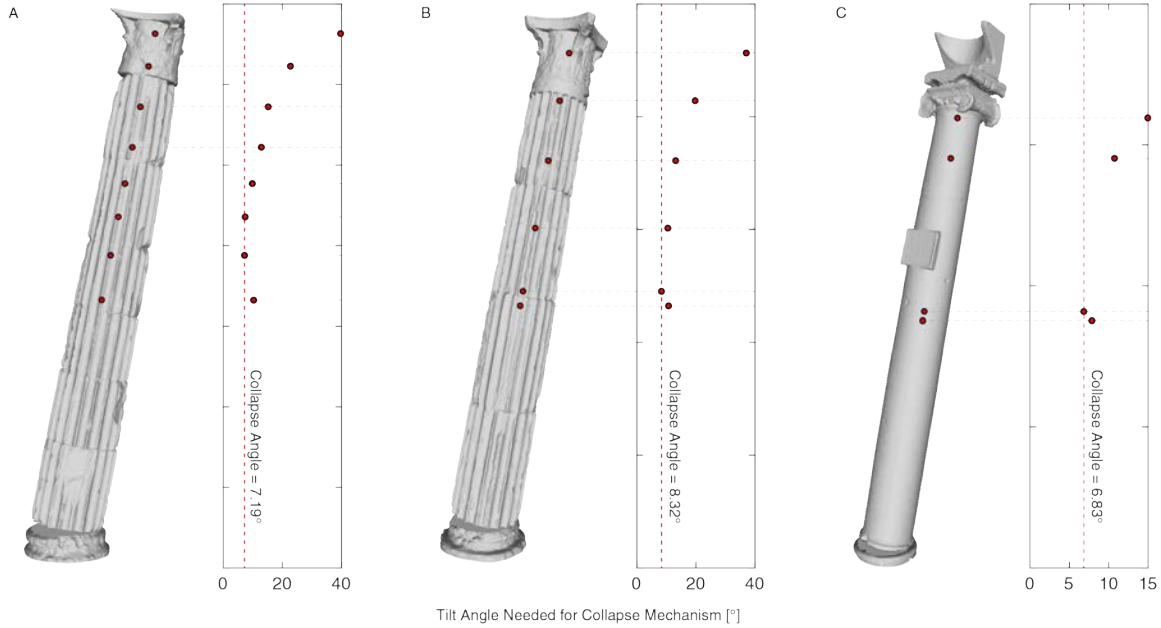 A
B
C
Collapse Angle = 7.19°
Collapse Angle = 8.32°
Collapse Angle = 6.83°
0 20 40
0 20 40
0 5 10 15
Tilt Angle Needed for Collapse Mechanism [°]